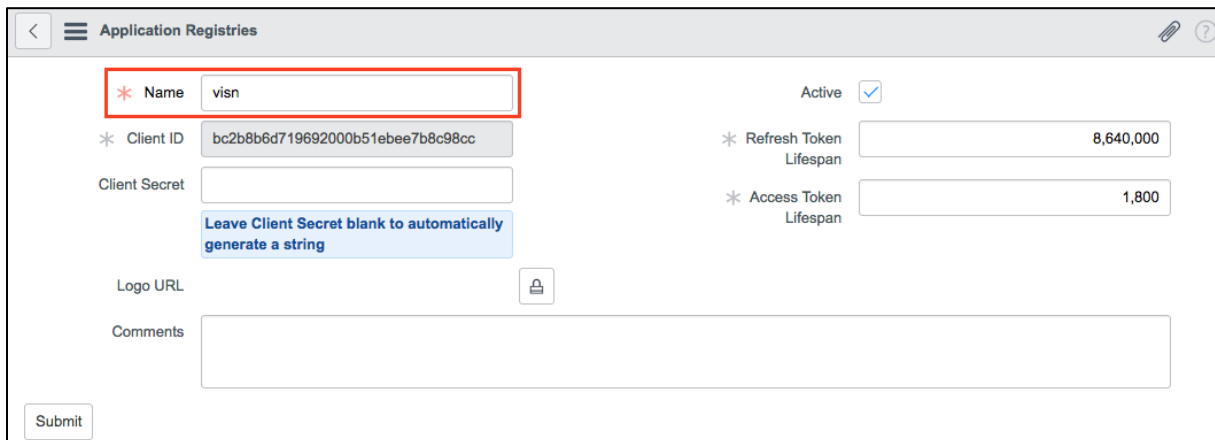 Application Registries
Name visn
Active
Client ID bc2b8b6d719692000b51ebee7b8c98cc
Refresh Token
Lifespan
8,640,000
Client Secret
Access Token
Lifespan
1,800
Leave Client Secret blank to automatically
generate a string
Logo URL
Comments
Submit